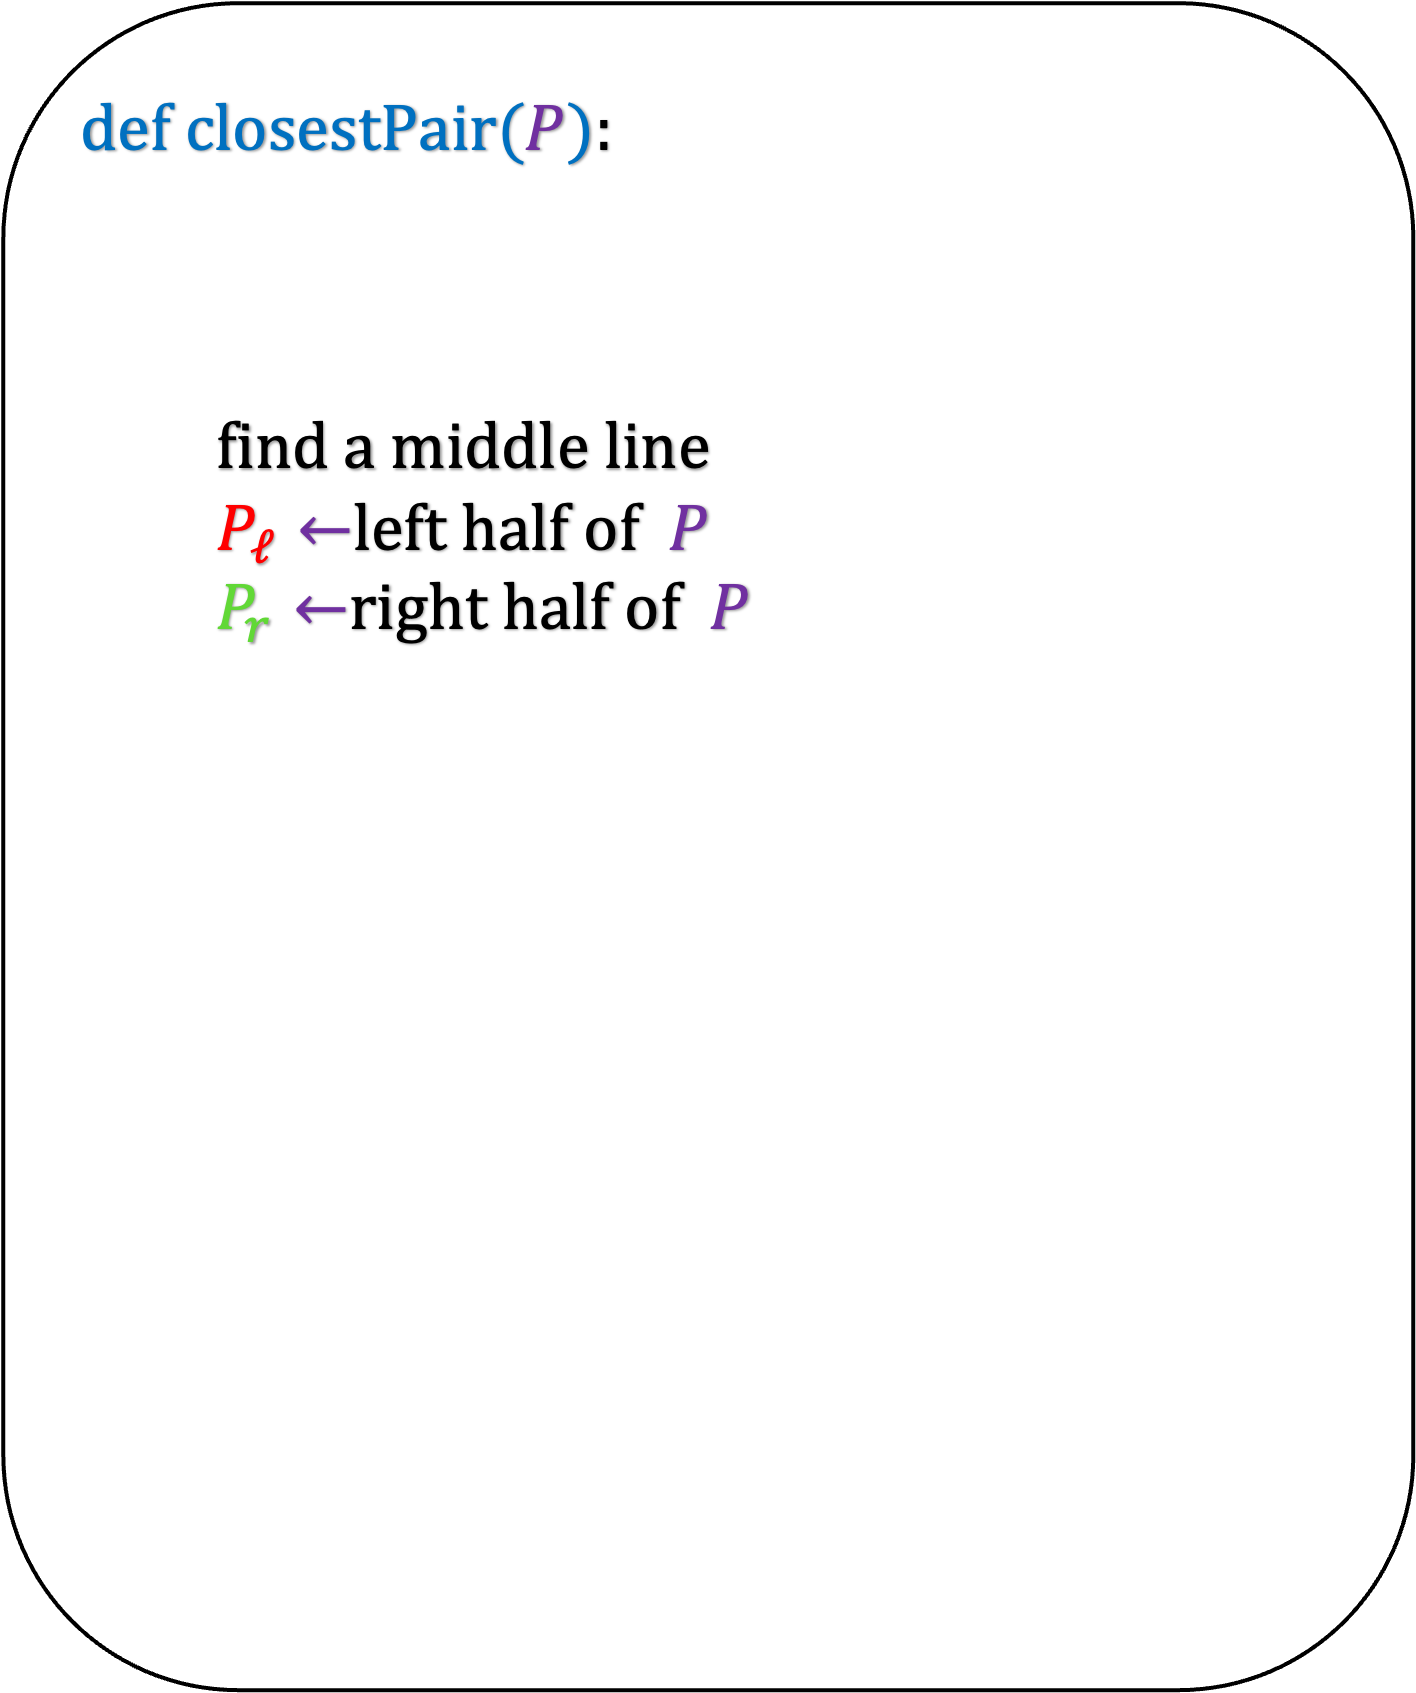 def closestPair(P):
find a middle line
Pℓ ←left half of P
Pr ←right half of P